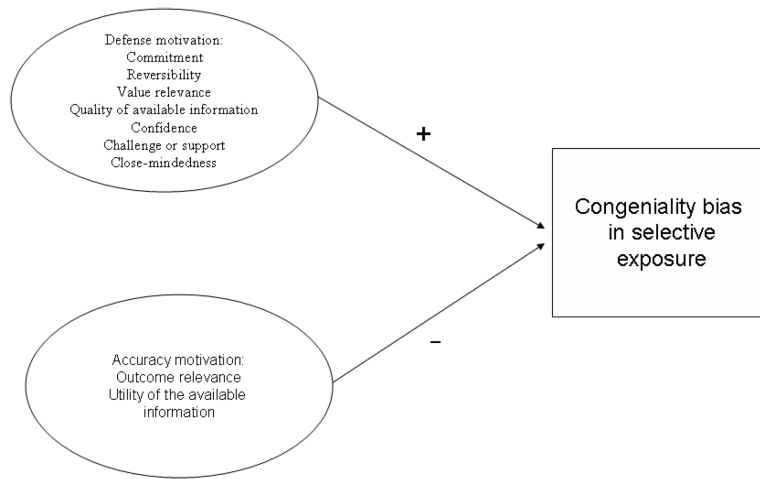 Defense motivation:
Commitment
Reversibility
Value relevance
Quality of available information
Confidence
Challenge or support
Close-mindedness
+
Congeniality bias
in selective
exposure
–
Accuracy motivation:
Outcome relevance
Utility of the available
information